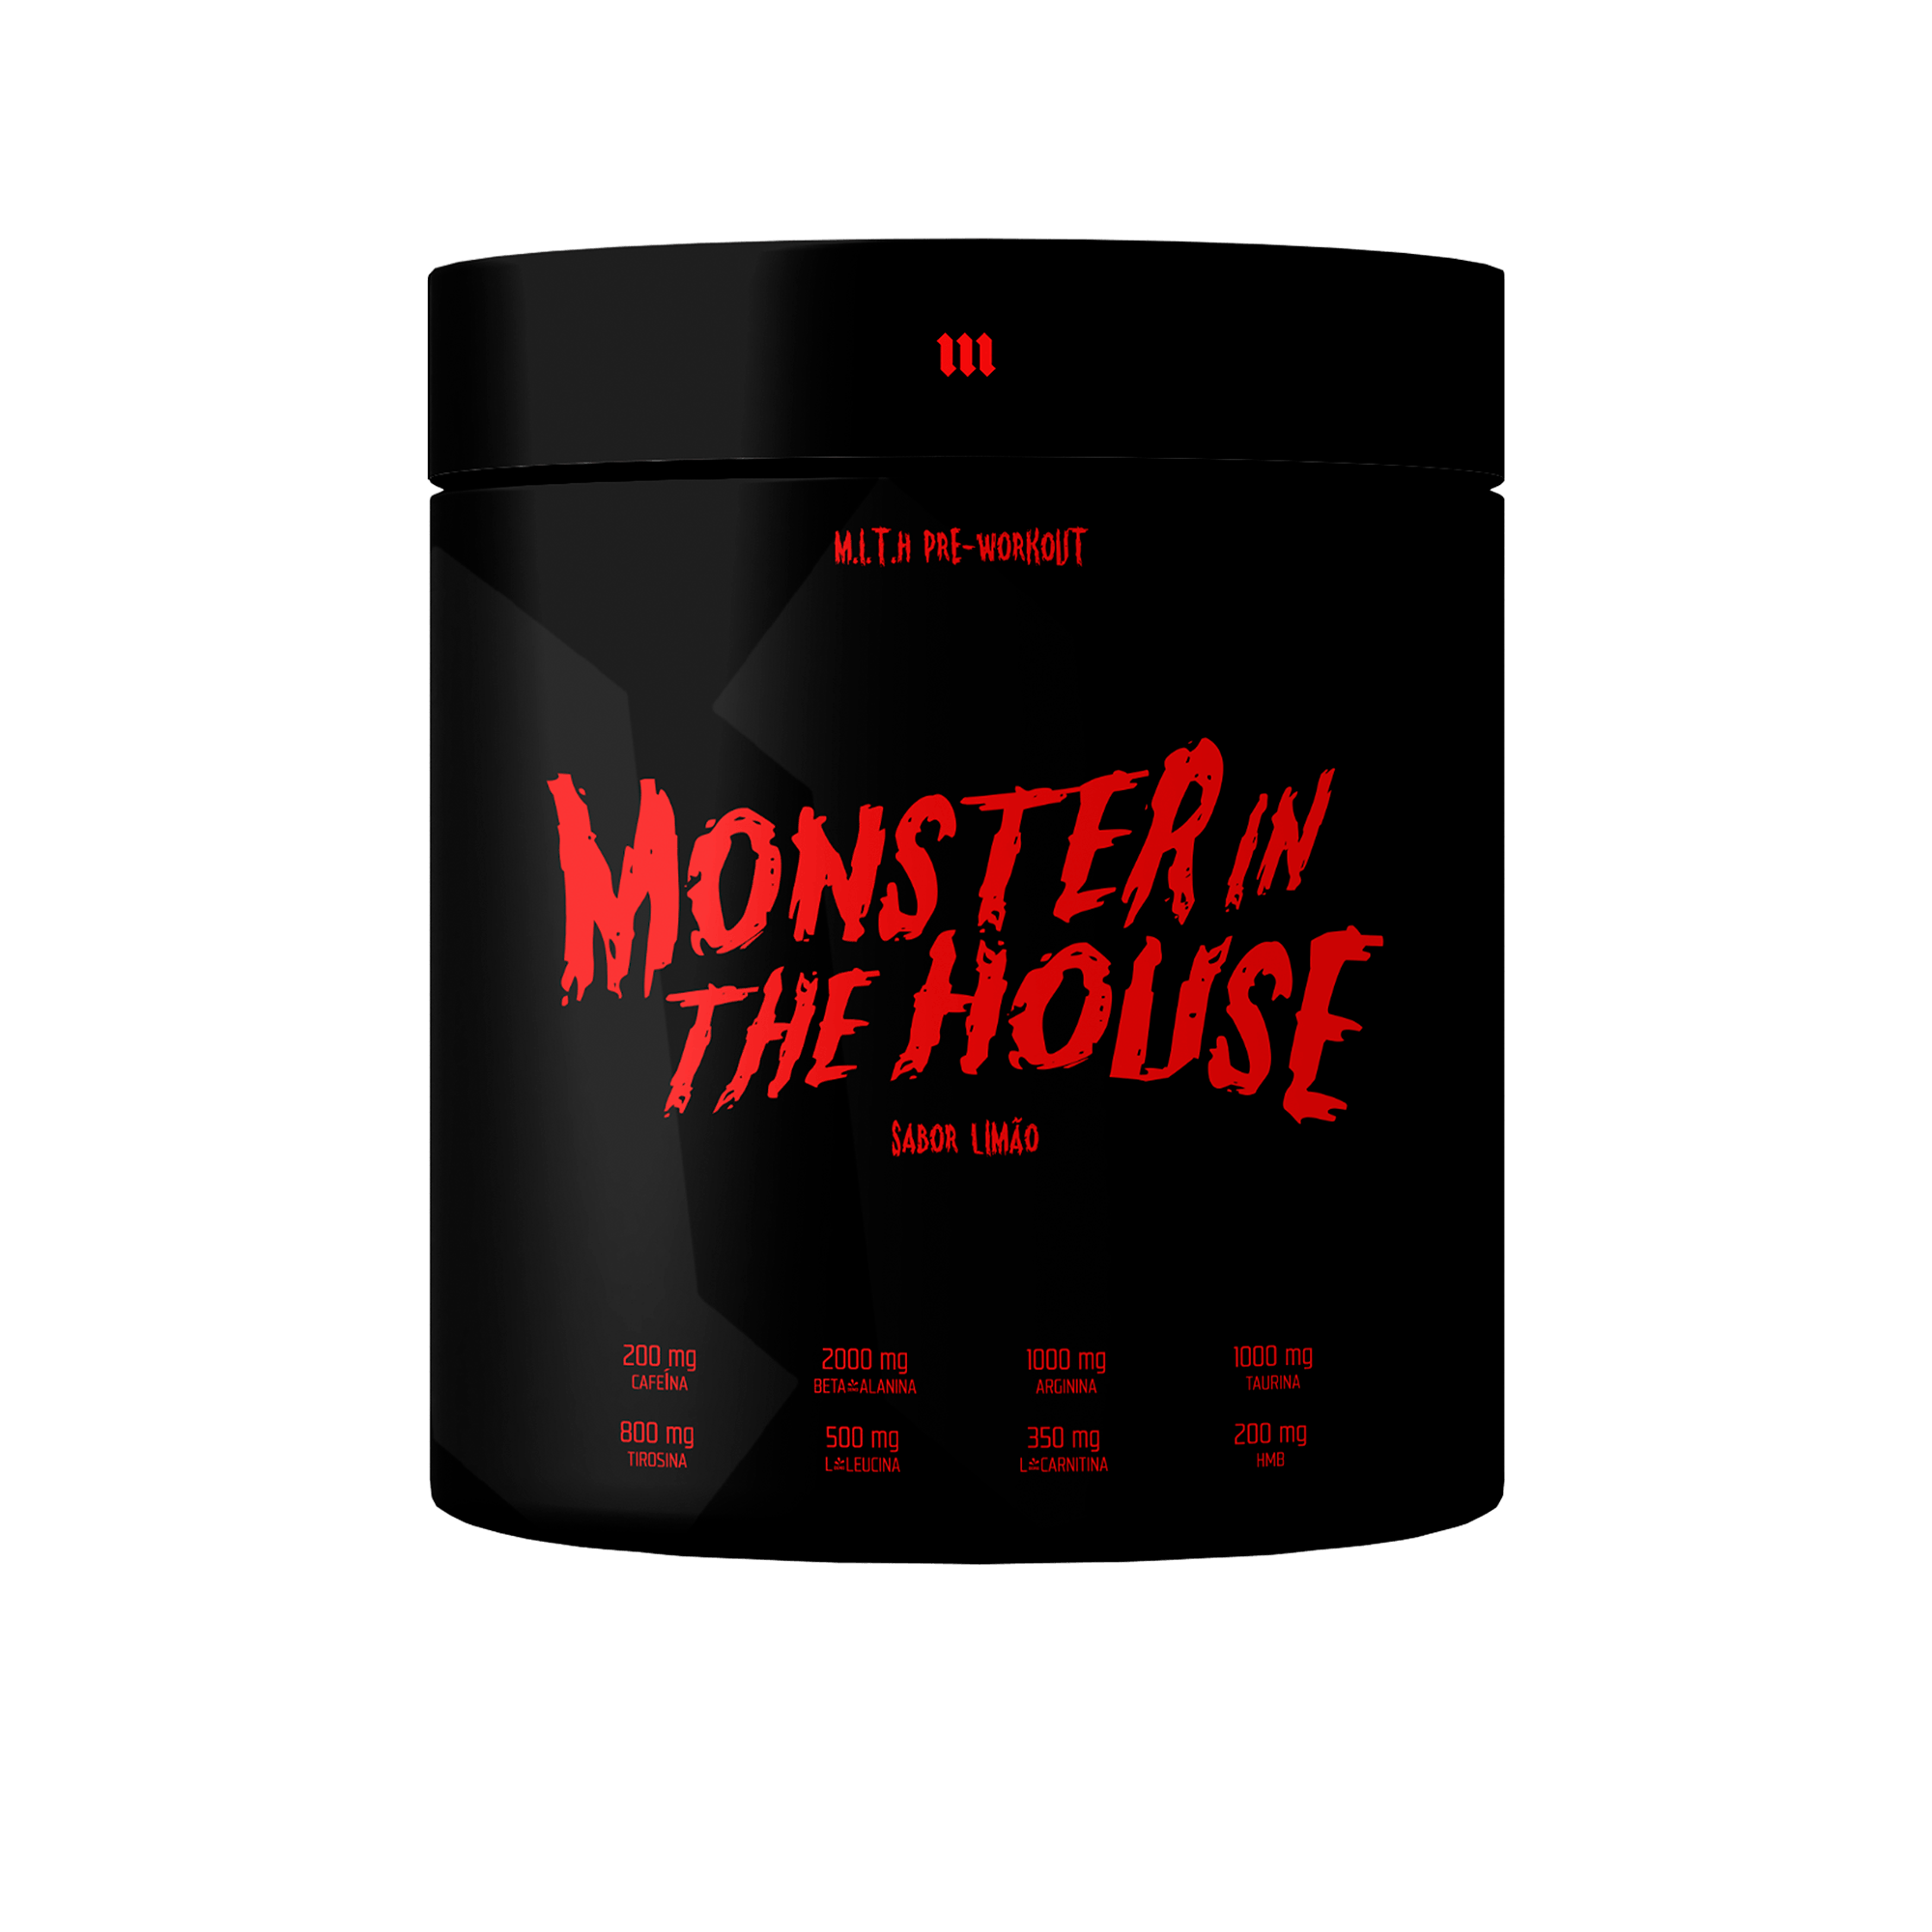 m
M.I.T.H PRE-WORKOUT
MONSTER IN
THE HOUSE
SABOR LIMÃO
200 mg 2000 mg 1000 mg 1000 mg
CAFEÍNA BETA-ALANINA ARGININA TAURINA
800 mg 500 mg 350 mg 200 mg
TIROSINA L-LEUCINA L-CARNITINA HMB